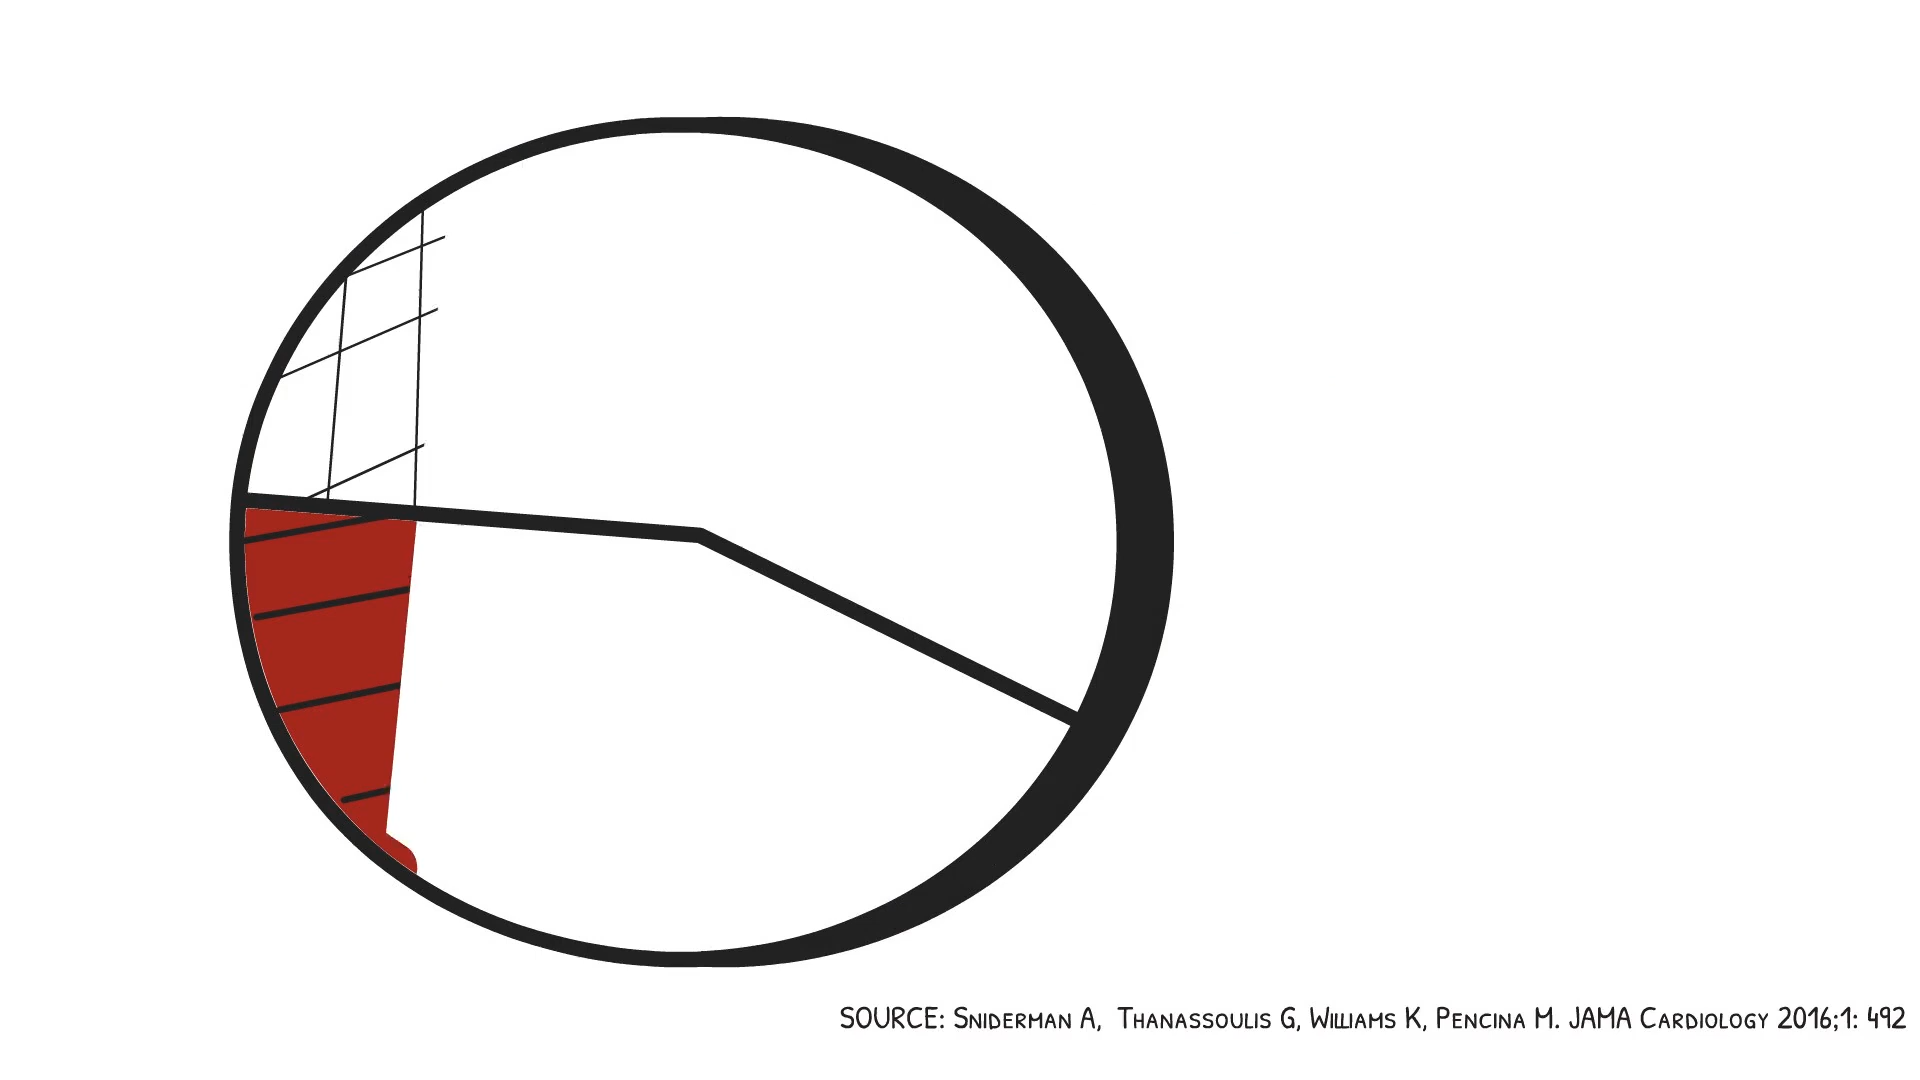 SOURCE: Sniderman A, Thanassoulis G, Williams K, Pencina M. JAMA Cardiology 2016;1: 492